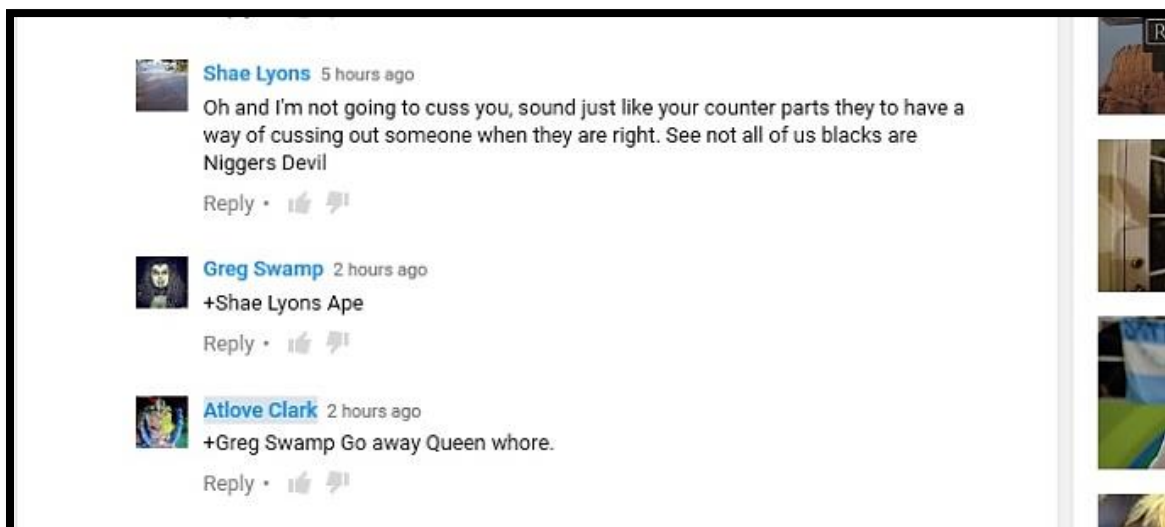 Shae Lyons 5 hours ago
Oh and I'm not going to cuss you, sound just like your counter parts they to have a
way of cussing out someone when they are right. See not all of us blacks are
Niggers Devil
Reply •
Greg Swamp 2 hours ago
+Shae Lyons Ape
Reply •
Atlove Clark 2 hours ago
+Greg Swamp Go away Queen whore.
Reply •
R